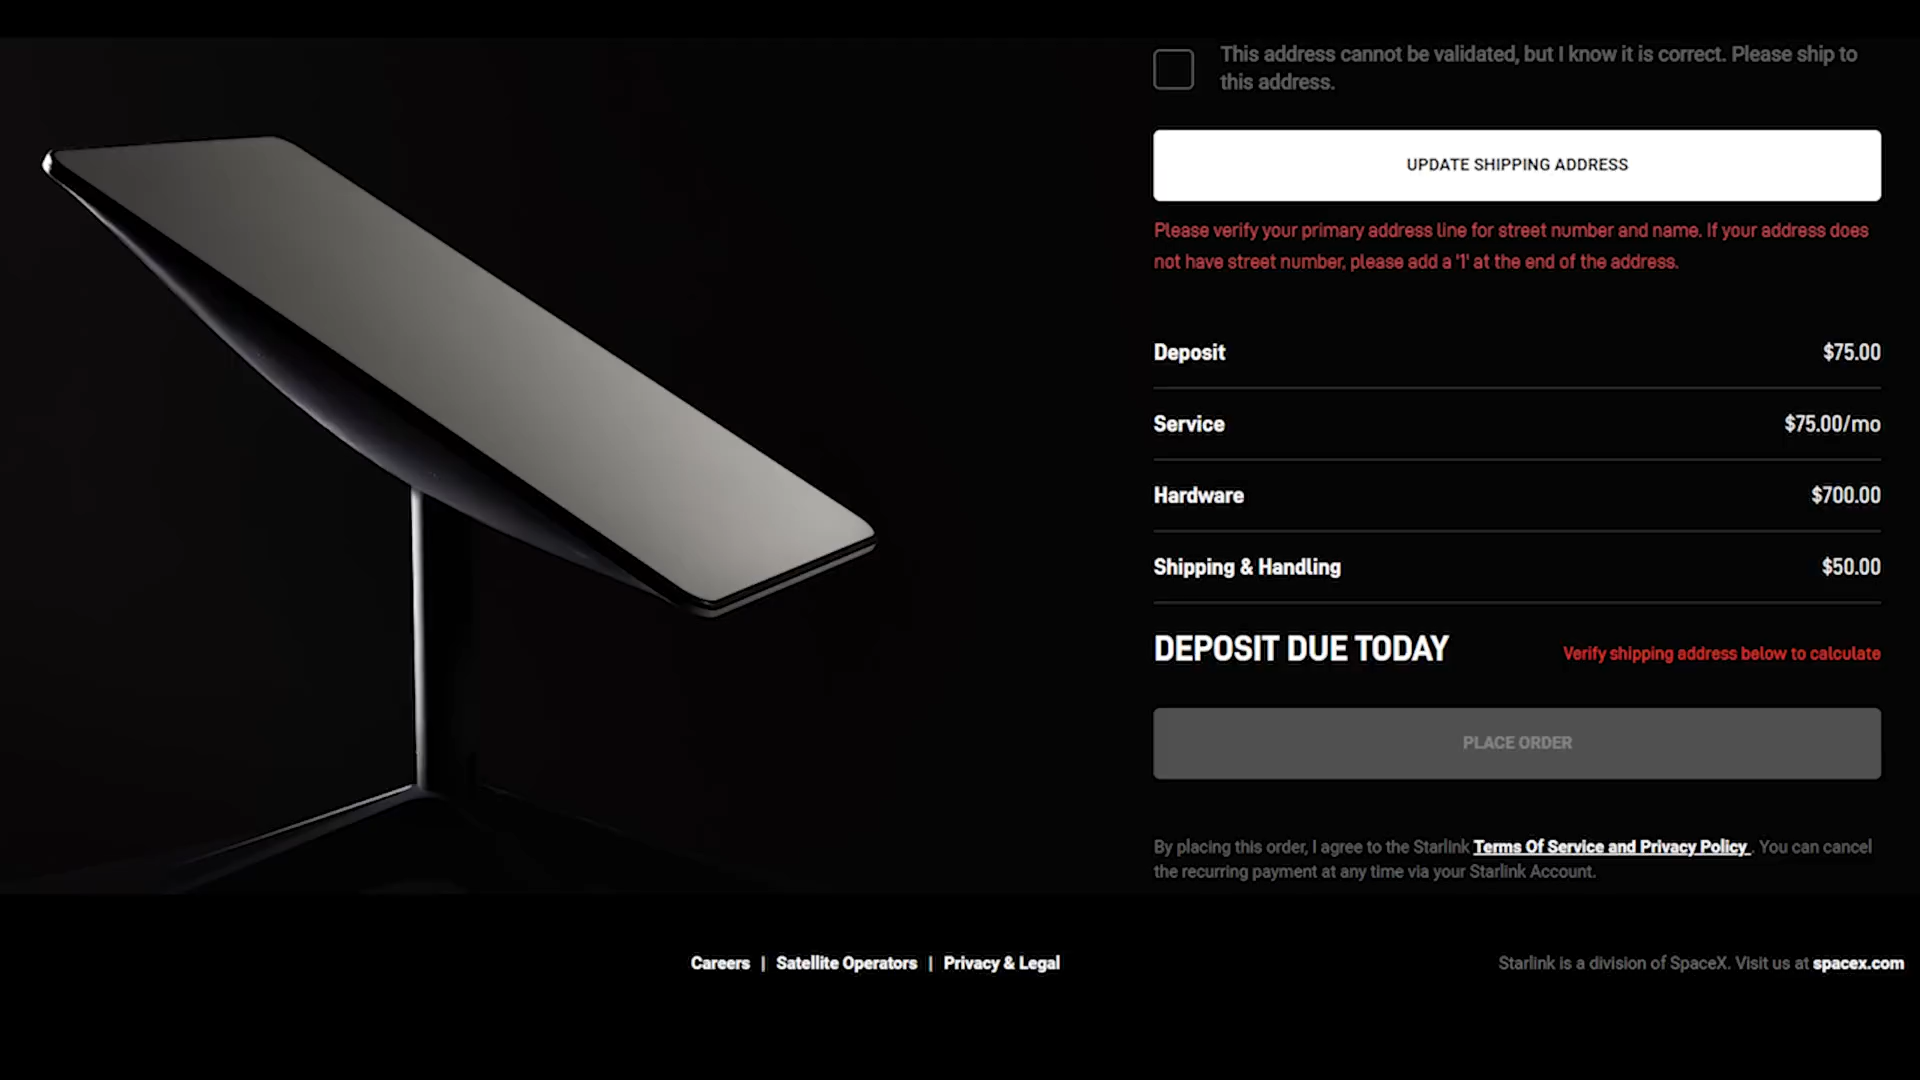 This address cannot be validated, but I know it is correct. Please ship to
this address.
UPDATE SHIPPING ADDRESS
Please verify your primary address line for street number and name. If your address does
not have street number, please add a '1' at the end of the address.
Deposit $75.00
Service $75.00/mo
Hardware $700.00
Shipping & Handling $50.00
DEPOSIT DUE TODAY Verify shipping address below to calculate
PLACE ORDER
By placing this order, I agree to the Starlink Terms Of Service and Privacy Policy . You can cancel
the recurring payment at any time via your Starlink Account.
Careers | Satellite Operators | Privacy & Legal Starlink is a division of SpaceX. Visit us at spacex.com